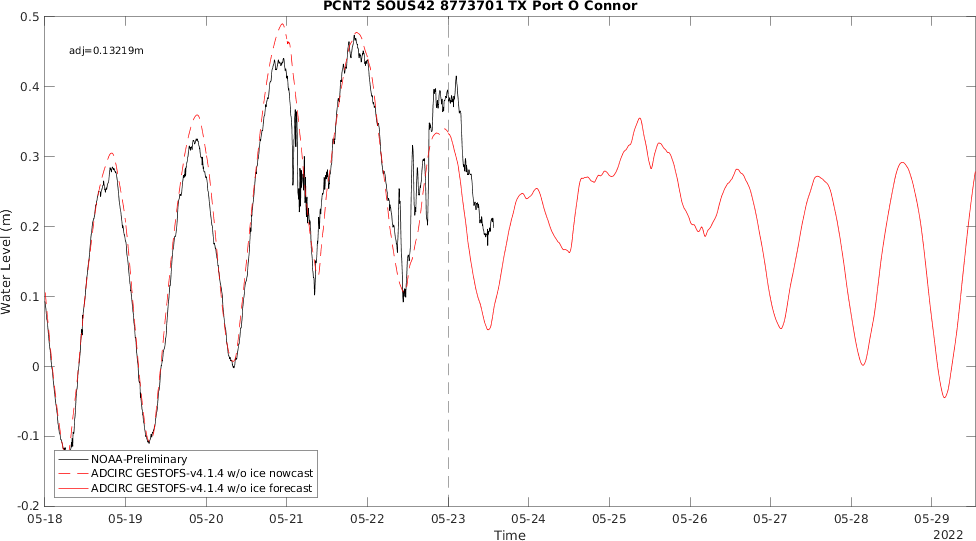 PCNT2 SOUS42 8773701 TX Port O Connor
adj=0.13219m
0.5
0.4
0.3
0.2
0.1
0
-0.1
-0.2
Water Level (m)
NOAA-Preliminary
ADCIRC GESTOFS-v4.1.4 w/o ice nowcast
ADCIRC GESTOFS-v4.1.4 w/o ice forecast
05-18 05-19 05-20 05-21 05-22 05-23 05-24 05-25 05-26 05-27 05-28 05-29
Time
2022